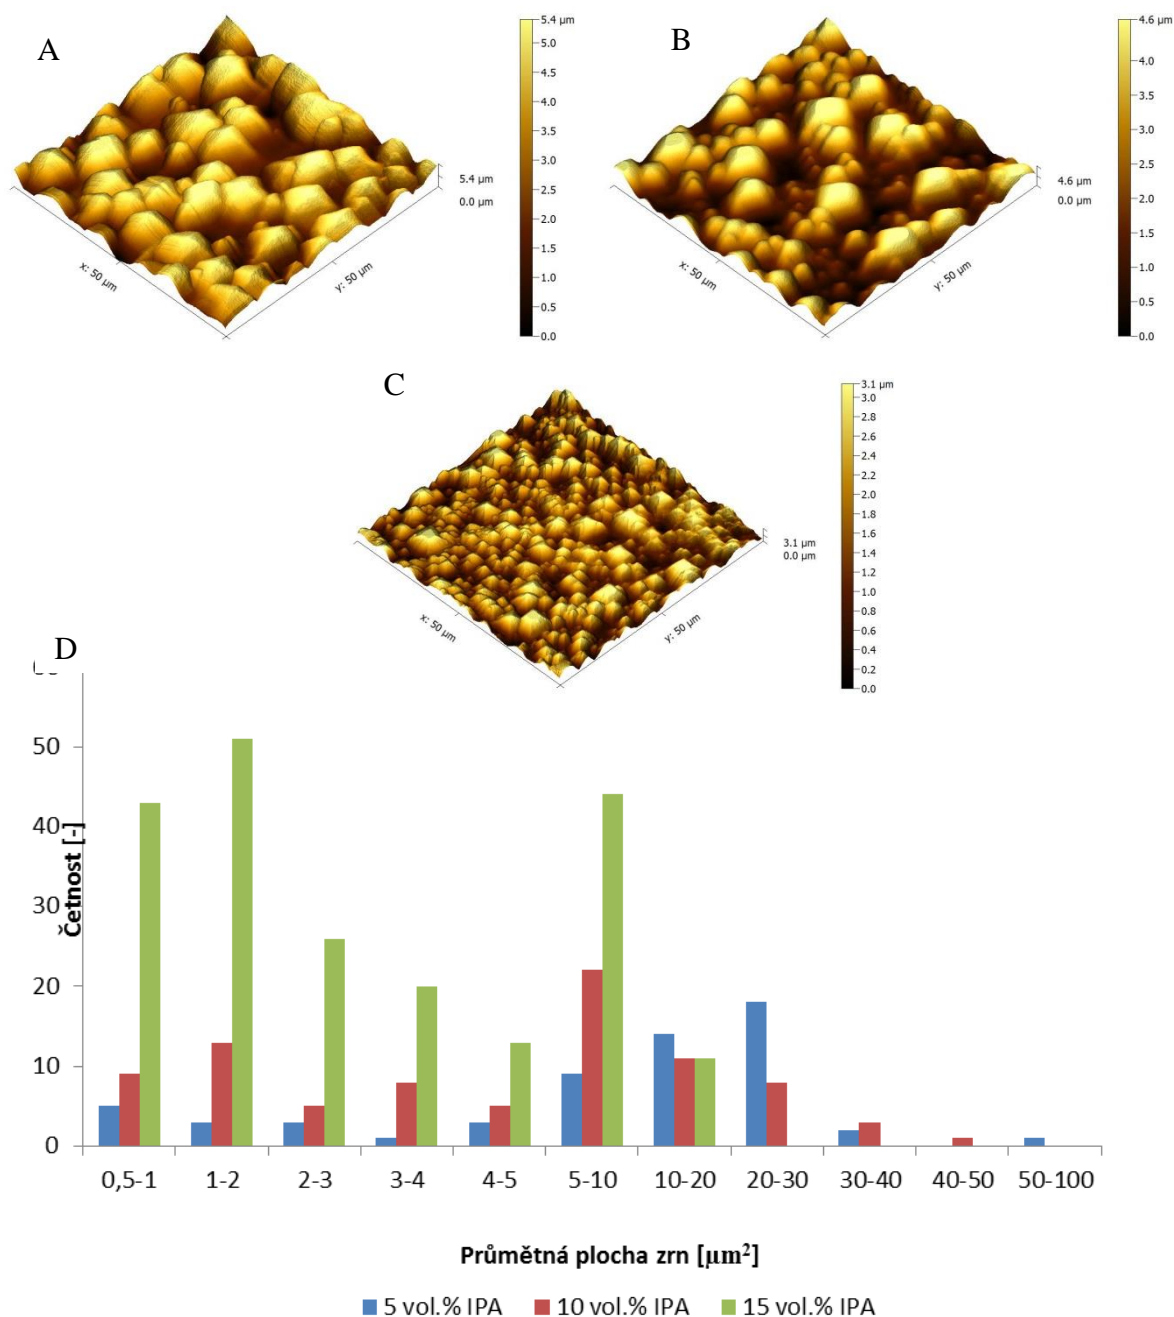 A
5.4 µm
5.0
4.5
4.0
3.5
3.0
2.5
2.0
1.5
1.0
0.5
0.0
5.4 µm
0.0 µm
x: 50 µm
y: 50 µm
B
4.6 µm
4.0
3.5
3.0
2.5
2.0
1.5
1.0
0.5
0.0
4.6 µm
0.0 µm
x: 50 µm
y: 50 µm
C
3.1 µm
3.0
2.8
2.6
2.4
2.2
2.0
1.8
1.6
1.4
1.2
1.0
0.8
0.6
0.4
0.2
0.0
3.1 µm
0.0 µm
x: 50 µm
y: 50 µm
D
50
40
30
20
10
0
Četnost [-]
0,5-1 1-2 2-3 3-4 4-5 5-10 10-20 20-30 30-40 40-50 50-100
Průmětná plocha zrn [µm²]
5 vol.% IPA 10 vol.% IPA 15 vol.% IPA